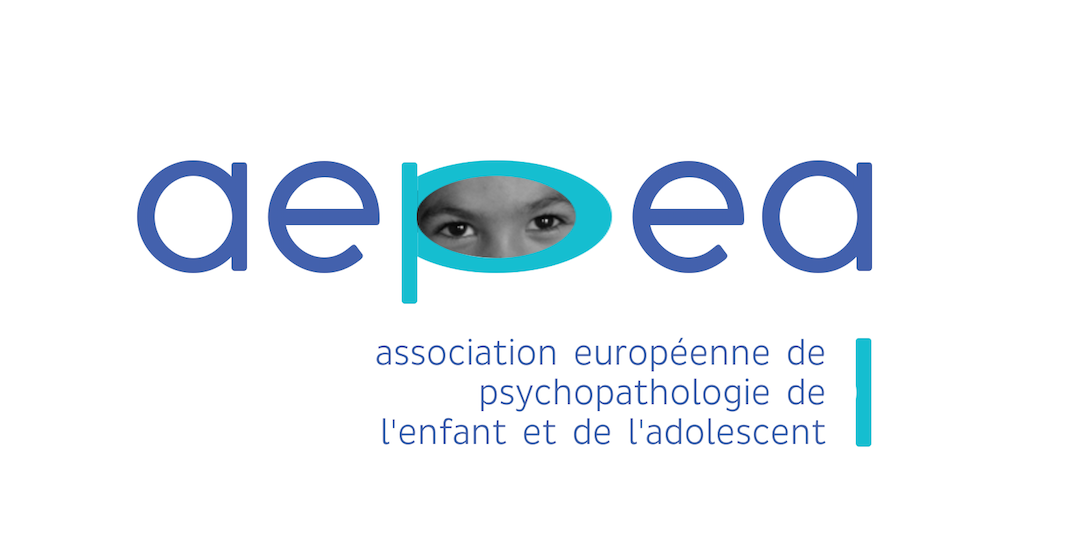 aepea
association européenne de
psychopathologie de
l'enfant et de l'adolescent